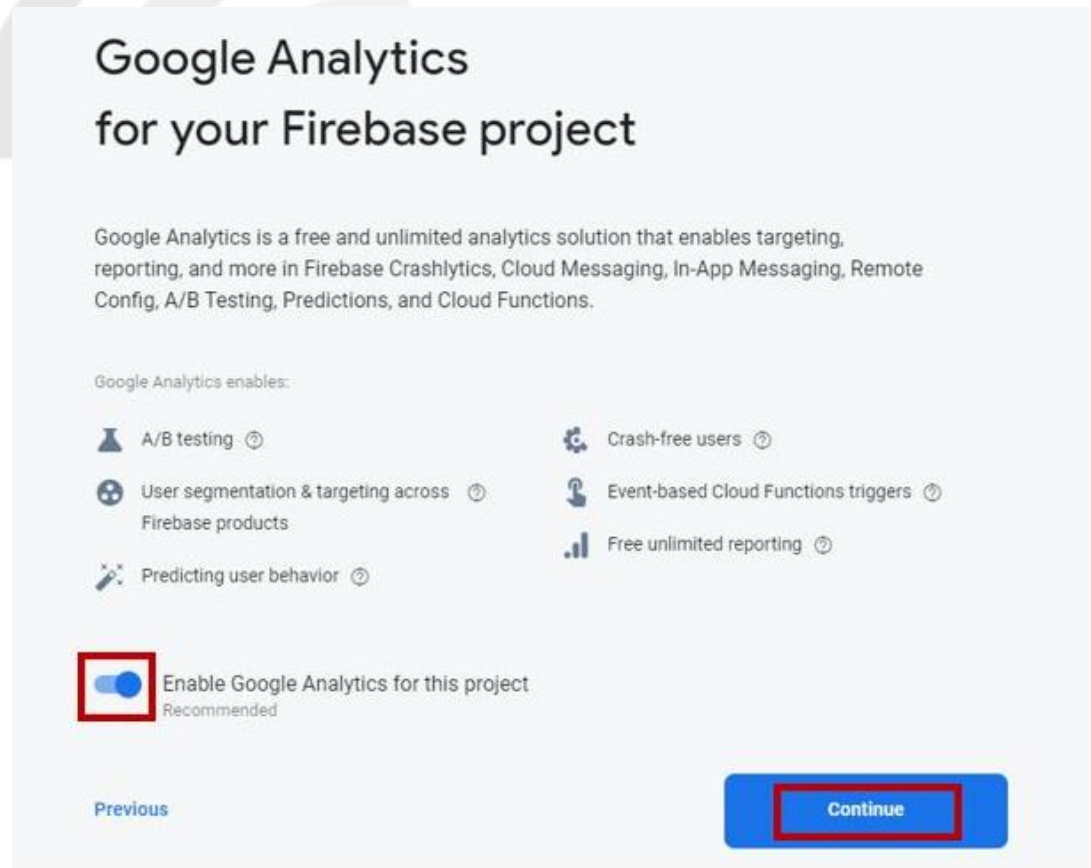 Google Analytics
for your Firebase project
Google Analytics is a free and unlimited analytics solution that enables targeting,
reporting, and more in Firebase Crashlytics, Cloud Messaging, In-App Messaging, Remote
Config, A/B Testing, Predictions, and Cloud Functions.
Google Analytics enables:
A/B testing
User segmentation & targeting across
Firebase products
Predicting user behavior
Crash-free users
Event-based Cloud Functions triggers
Free unlimited reporting
Enable Google Analytics for this project
Recommended
Previous
Continue